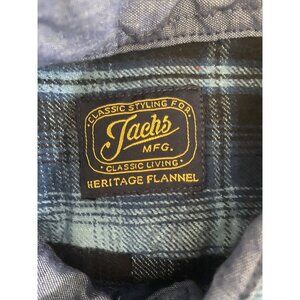 CLASSIC STYLING FOR
Jachs
MFG.
CLASSIC LIVING
HERITAGE FLANNEL